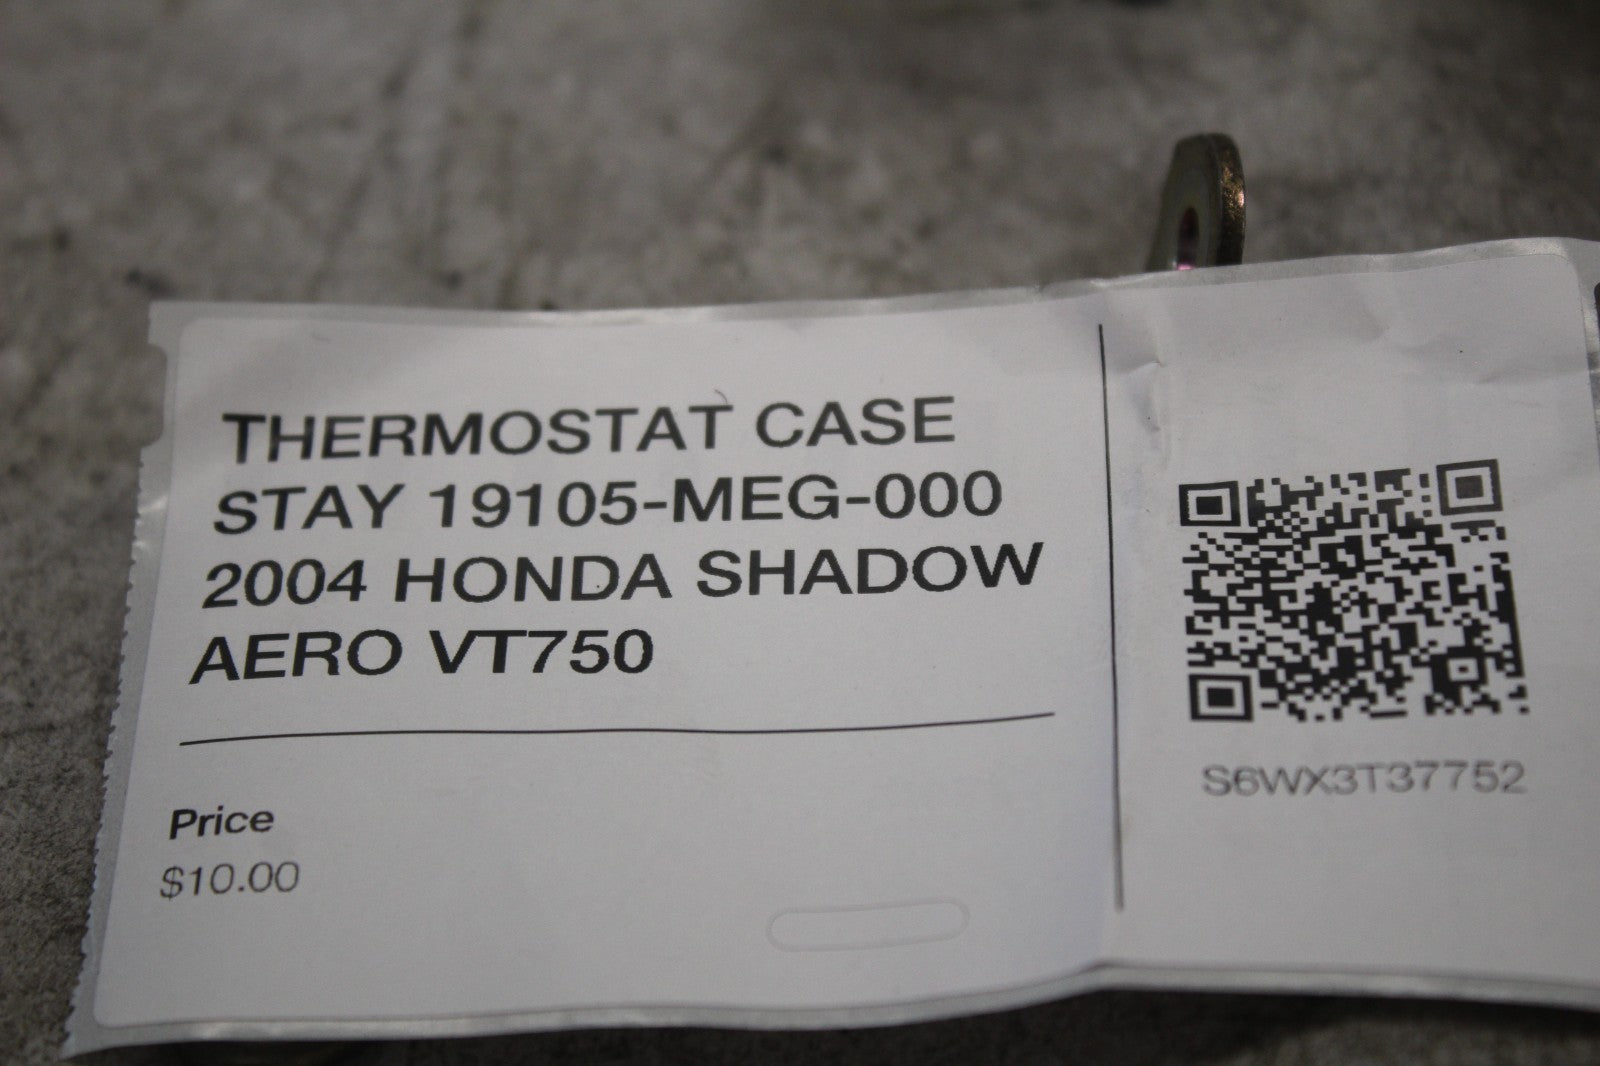 THERMOSTAT CASE
STAY 19105-MEG-000
2004 HONDA SHADOW
AERO VT750
Price
$10.00
S6WX3T37752